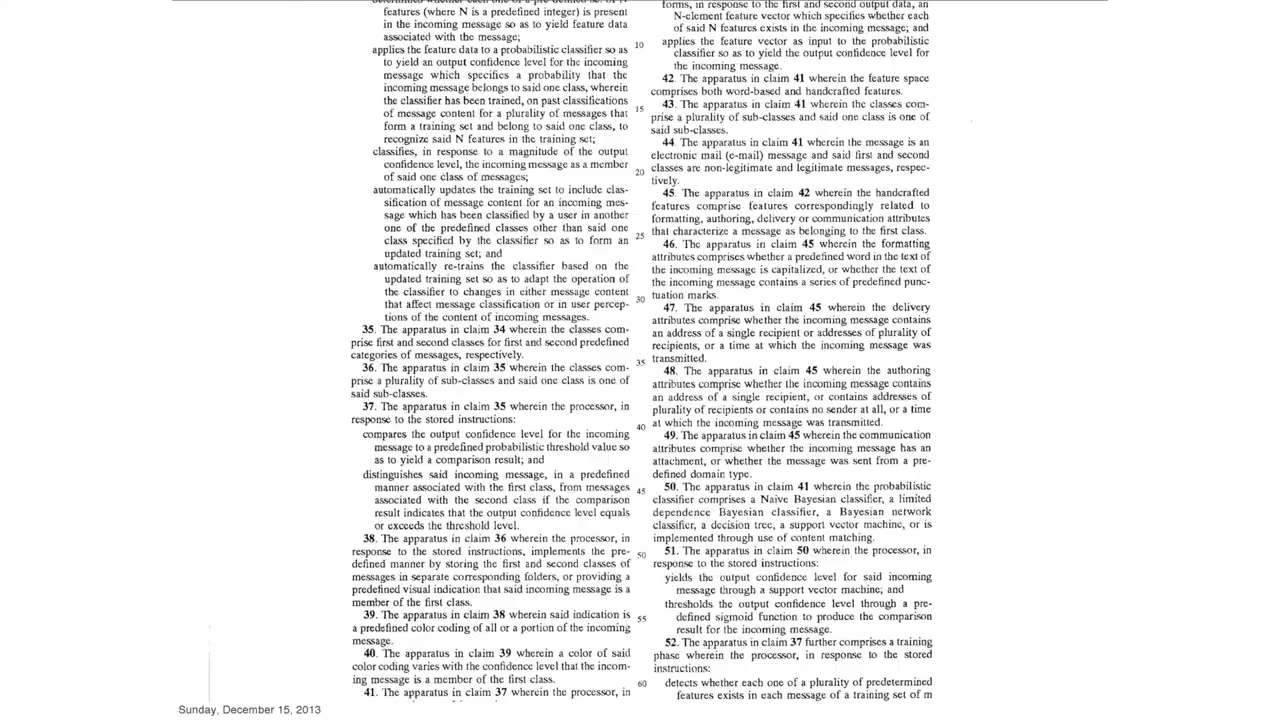 features (where N is a predefined integer) is present
in the incoming message so as to yield feature data
associated with the message;
applies the feature data to a probabilistic classifier so as
to yield an output confidence level for the incoming
message which specifies a probability that the
incoming message belongs to said one class, wherein
the classifier has been trained, on past classifications
of message content for a plurality of messages that
form a training set and belong to said one class, to
recognize said N features in the training set;
classifies, in response to a magnitude of the output
confidence level, the incoming message as a member
of said one class of messages;
automatically updates the training set to include clas-
sification of message content for an incoming mes-
sage which has been classified by a user in another
one of the predefined classes other than said one
class specified by the classifier so as to form an
updated training set; and
automatically re-trains the classifier based on the
updated training set so as to adapt the operation of
the classifier to changes in either message content
that affect message classification or in user percep-
tions of the content of incoming messages.
35. The apparatus in claim 34 wherein the classes com-
prise first and second classes for first and second predefined
categories of messages, respectively.
36. The apparatus in claim 35 wherein the classes com-
prise a plurality of sub-classes and said one class is one of
said sub-classes.
37. The apparatus in claim 35 wherein the processor, in
response to the stored instructions:
compares the output confidence level for the incoming
message to a predefined probabilistic threshold value so
as to yield a comparison result; and
distinguishes said incoming message, in a predefined
manner associated with the first class, from messages
associated with the second class if the comparison
result indicates that the output confidence level equals
or exceeds the threshold level.
38. The apparatus in claim 36 wherein the processor, in
response to the stored instructions, implements the pre-
defined manner by storing the first and second classes of
messages in separate corresponding folders, or providing a
predefined visual indication that said incoming message is a
member of the first class.
39. The apparatus in claim 38 wherein said indication is
a predefined color coding of all or a portion of the incoming
message.
40. The apparatus in claim 39 wherein a color of said
color coding varies with the confidence level that the incom-
ing message is a member of the first class.
41. The apparatus in claim 37 wherein the processor, in
10
15
20
25
30
35
40
45
50
55
60
forms, in response to the first and second output data, an
N-element feature vector which specifies whether each
of said N features exists in the incoming message; and
applies the feature vector as input to the probabilistic
classifier so as to yield the output confidence level for
the incoming message.
42. The apparatus in claim 41 wherein the feature space
comprises both word-based and handcrafted features.
43. The apparatus in claim 41 wherein the classes com-
prise a plurality of sub-classes and said one class is one of
said sub-classes.
44. The apparatus in claim 41 wherein the message is an
electronic mail (e-mail) message and said first and second
classes are non-legitimate and legitimate messages, respec-
tively.
45. The apparatus in claim 42 wherein the handcrafted
features comprise features correspondingly related to
formatting, authoring, delivery or communication attributes
that characterize a message as belonging to the first class.
46. The apparatus in claim 45 wherein the formatting
attributes comprises whether a predefined word in the text of
the incoming message is capitalized, or whether the text of
the incoming message contains a series of predefined punc-
tuation marks.
47. The apparatus in claim 45 wherein the delivery
attributes comprise whether the incoming message contains
an address of a single recipient or addresses of plurality of
recipients, or a time at which the incoming message was
transmitted.
48. The apparatus in claim 45 wherein the authoring
attributes comprise whether the incoming message contains
an address of a single recipient, or contains addresses of
plurality of recipients or contains no sender at all, or a time
at which the incoming message was transmitted.
49. The apparatus in claim 45 wherein the communication
attributes comprise whether the incoming message has an
attachment, or whether the message was sent from a pre-
defined domain type.
50. The apparatus in claim 41 wherein the probabilistic
classifier comprises a Naive Bayesian classifier, a limited
dependence Bayesian classifier, a Bayesian network
classifier, a decision tree, a support vector machine, or is
implemented through use of content matching.
51. The apparatus in claim 50 wherein the processor, in
response to the stored instructions:
yields the output confidence level for said incoming
message through a support vector machine; and
thresholds the output confidence level through a pre-
defined sigmoid function to produce the comparison
result for the incoming message.
52. The apparatus in claim 37 further comprises a training
phase wherein the processor, in response to the stored
instructions:
detects whether each one of a plurality of predetermined
features exists in each message of a training set of m
Sunday, December 15, 2013